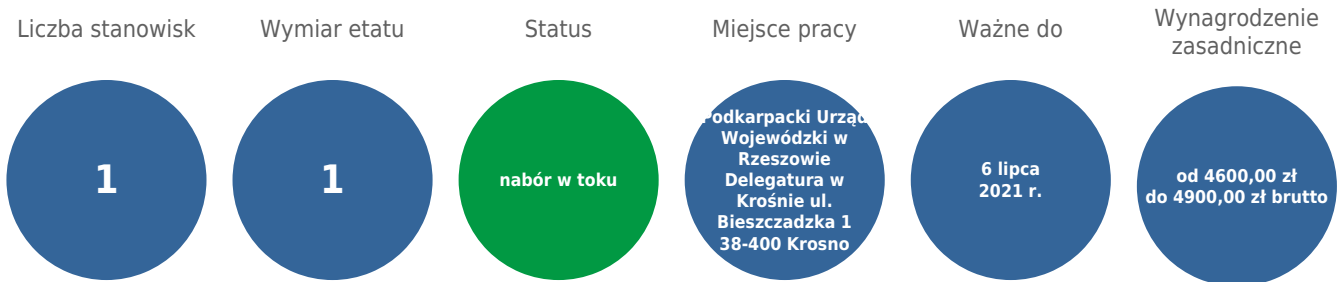 Liczba stanowisk
Wymiar etatu
Status
Miejsce pracy
Ważne do
Wynagrodzenie
zasadniczne
1
1
nabór w toku
Podkarpacki Urząd
Wojewódzki w
Rzeszowie
Delegatura w
Krośnie ul.
Bieszczadzka 1
38-400 Krosno
6 lipca
2021 r.
od 4600,00 zł
do 4900,00 zł brutto